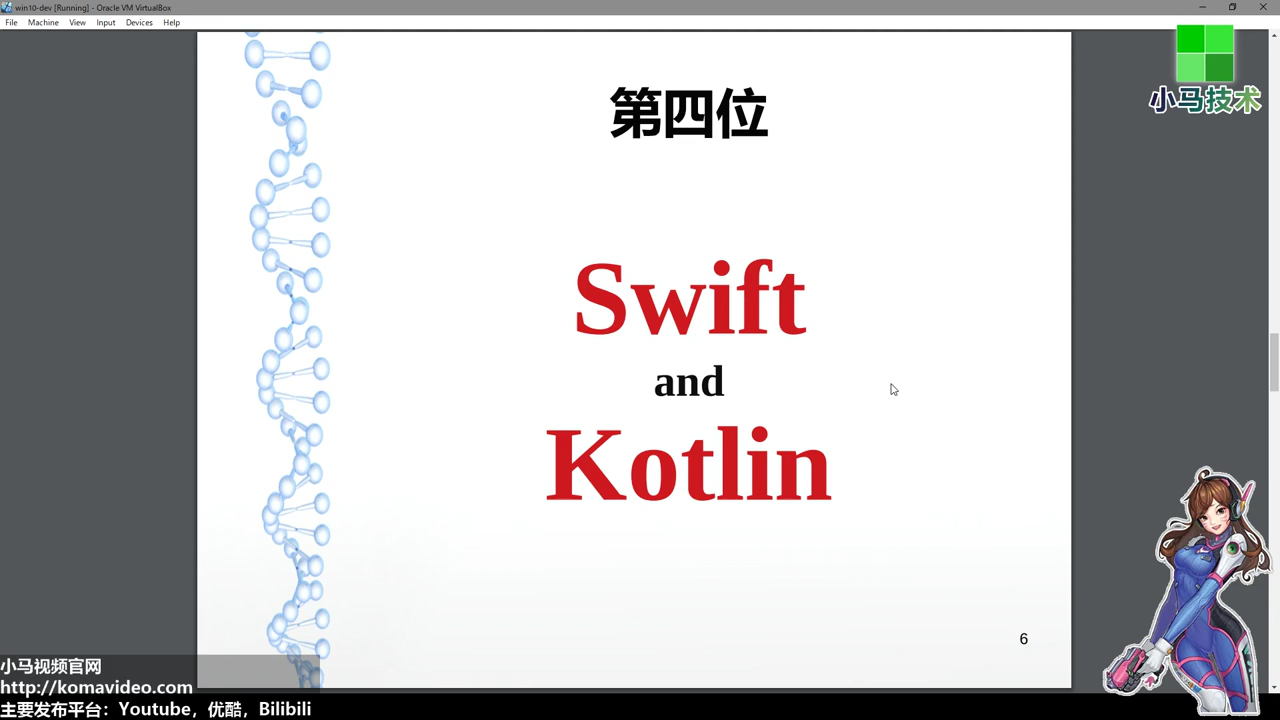 win10-dev [Running] - Oracle VM VirtualBox
File Machine View Input Devices Help
小马技术
第四位
Swift
and
Kotlin
6
小马视频官网
http://komavideo.com
主要发布平台：Youtube，优酷，Bilibili